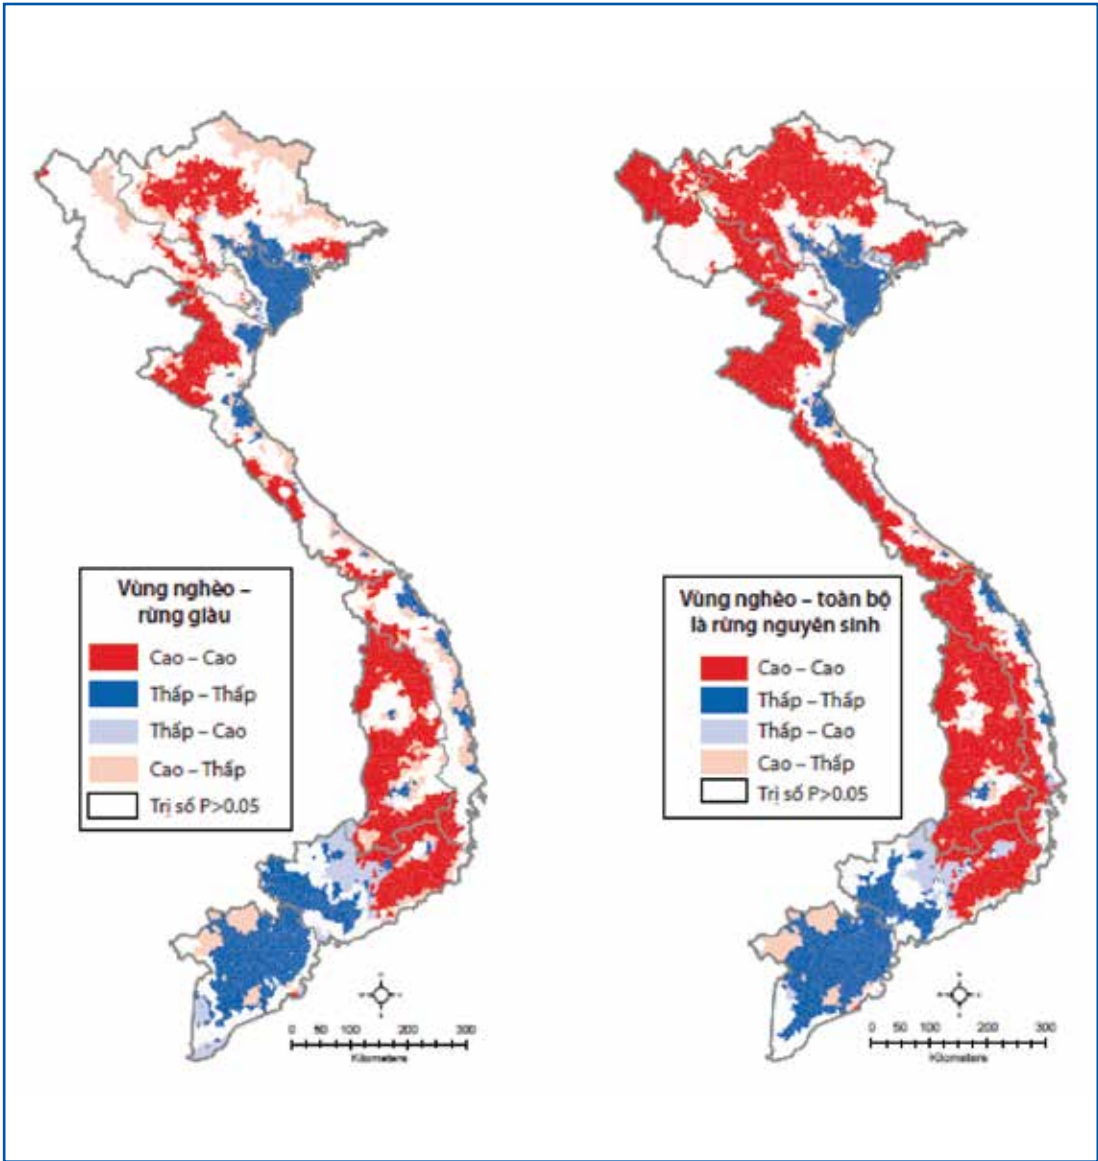 Vùng nghèo –
rừng giàu
Cao – Cao
Thấp – Thấp
Thấp – Cao
Cao – Thấp
Trị số P>0.05
0 50 100 200 300
Kilometers
Vùng nghèo – toàn bộ
là rừng nguyên sinh
Cao – Cao
Thấp – Thấp
Thấp – Cao
Cao – Thấp
Trị số P>0.05
0 50 100 200 300
Kilometers